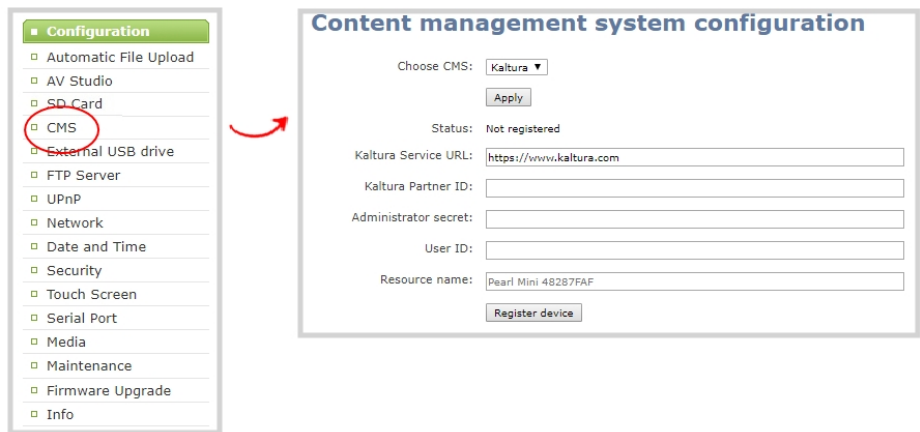 Configuration
Automatic File Upload
AV Studio
SD Card
CMS
External USB drive
FTP Server
UPnP
Network
Date and Time
Security
Touch Screen
Serial Port
Media
Maintenance
Firmware Upgrade
Info
Content management system configuration
Choose CMS: Kaltura
Apply
Status: Not registered
Kaltura Service URL: https://www.kaltura.com
Kaltura Partner ID:
Administrator secret:
User ID:
Resource name: Pearl Mini 48287FAF
Register device